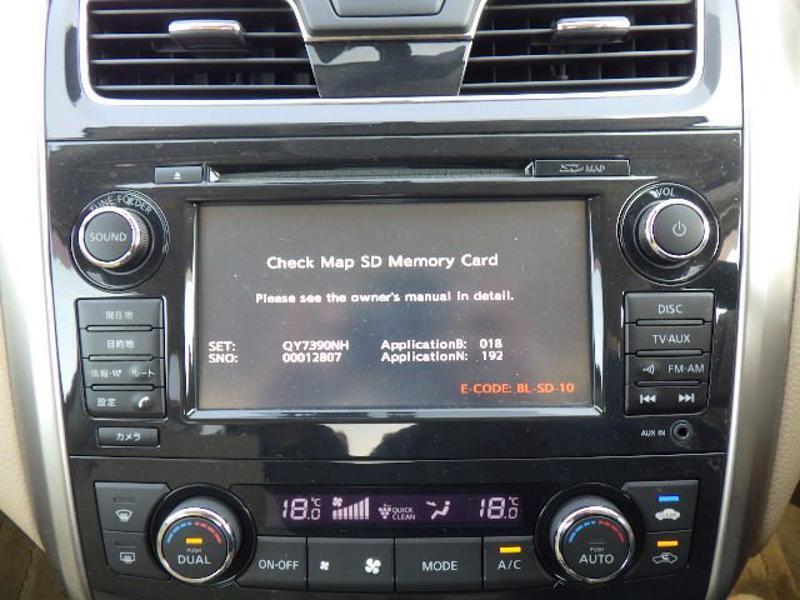 MAP
TUNE·FOLDER
SOUND
VOL
Check Map SD Memory Card
Please see the owner's manual in detail.
SET: QY7390NH ApplicationB: 018
SNO: 00012807 ApplicationN: 192
E-CODE: BL-SD-10
現在地
目的地
情報·VICS ルート
設定
カメラ
DISC
TV·AUX
FM·AM
AUX IN
18.0°C QUICK CLEAN 18.0°C
PUSH
DUAL
ON·OFF
MODE
A/C
PUSH
AUTO